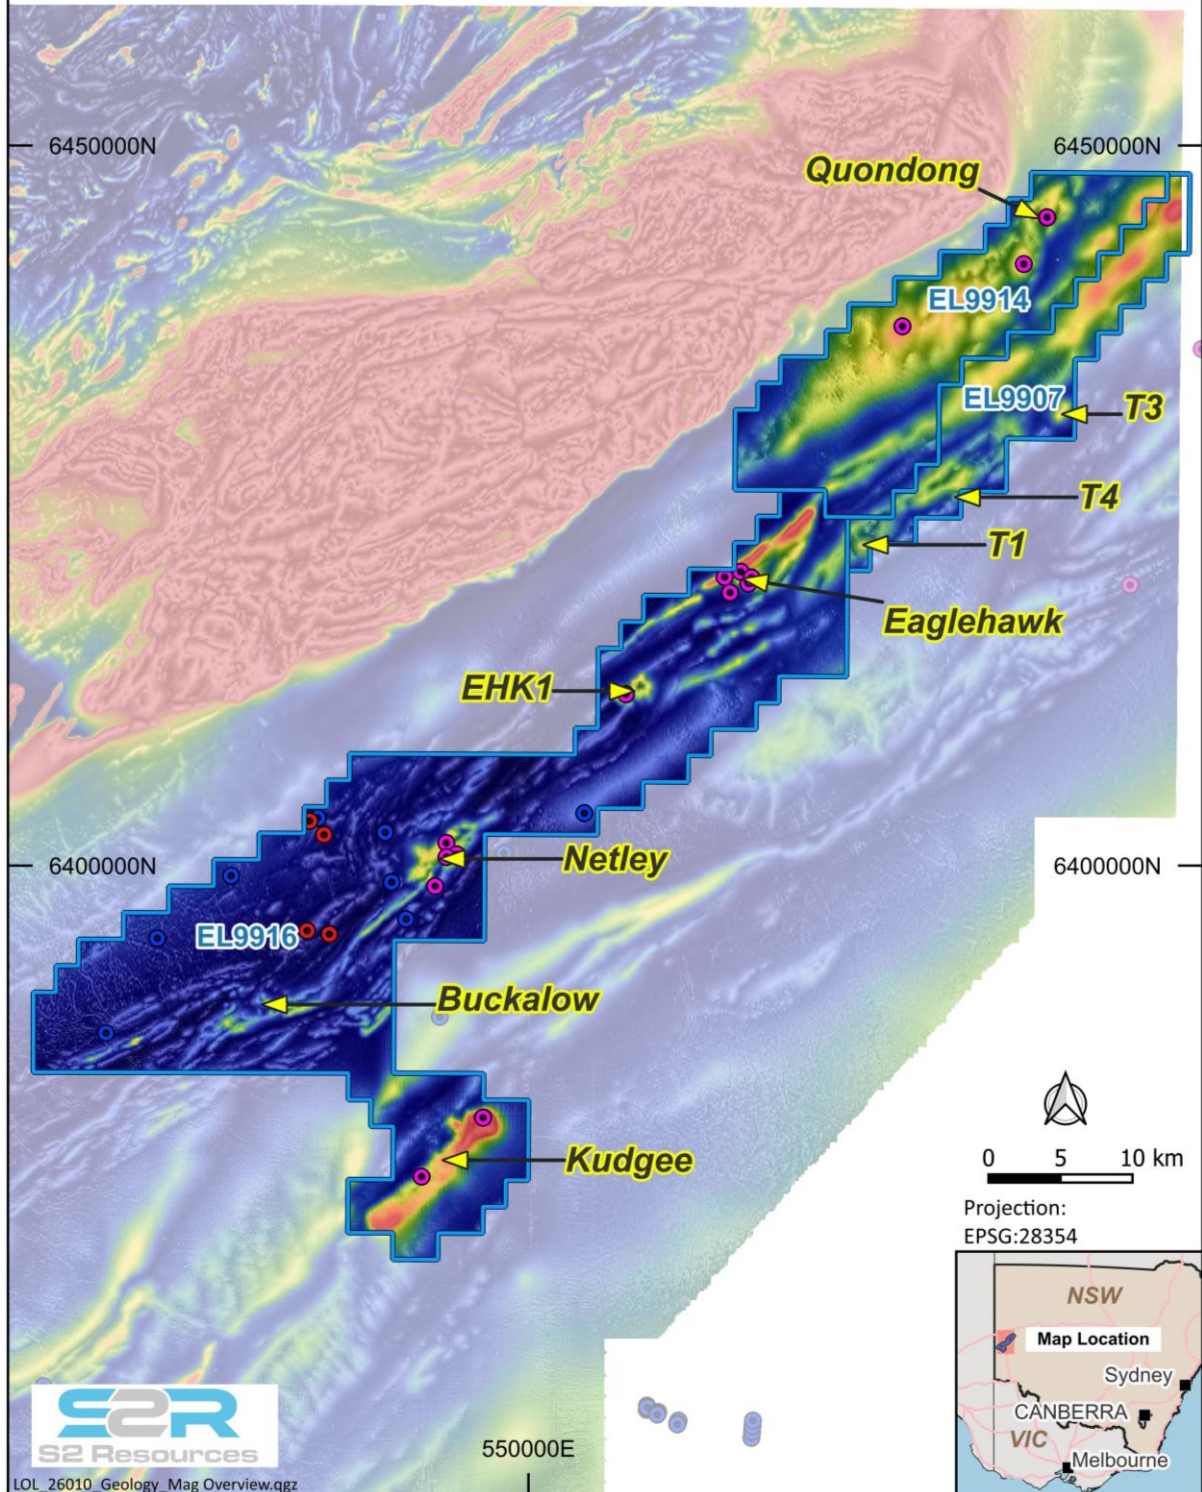 6450000N
6450000N
Quondong
EL9914
EL9907
T3
T4
T1
Eaglehawk
EHK1
Netley
6400000N
6400000N
EL9916
Buckalow
Kudgee
0 5 10 km
Projection:
EPSG:28354
NSW
Map Location
Sydney
CANBERRA
VIC
Melbourne
S2R
S2 Resources
550000E
LOL_26010_Geology_Mag Overview.qgz